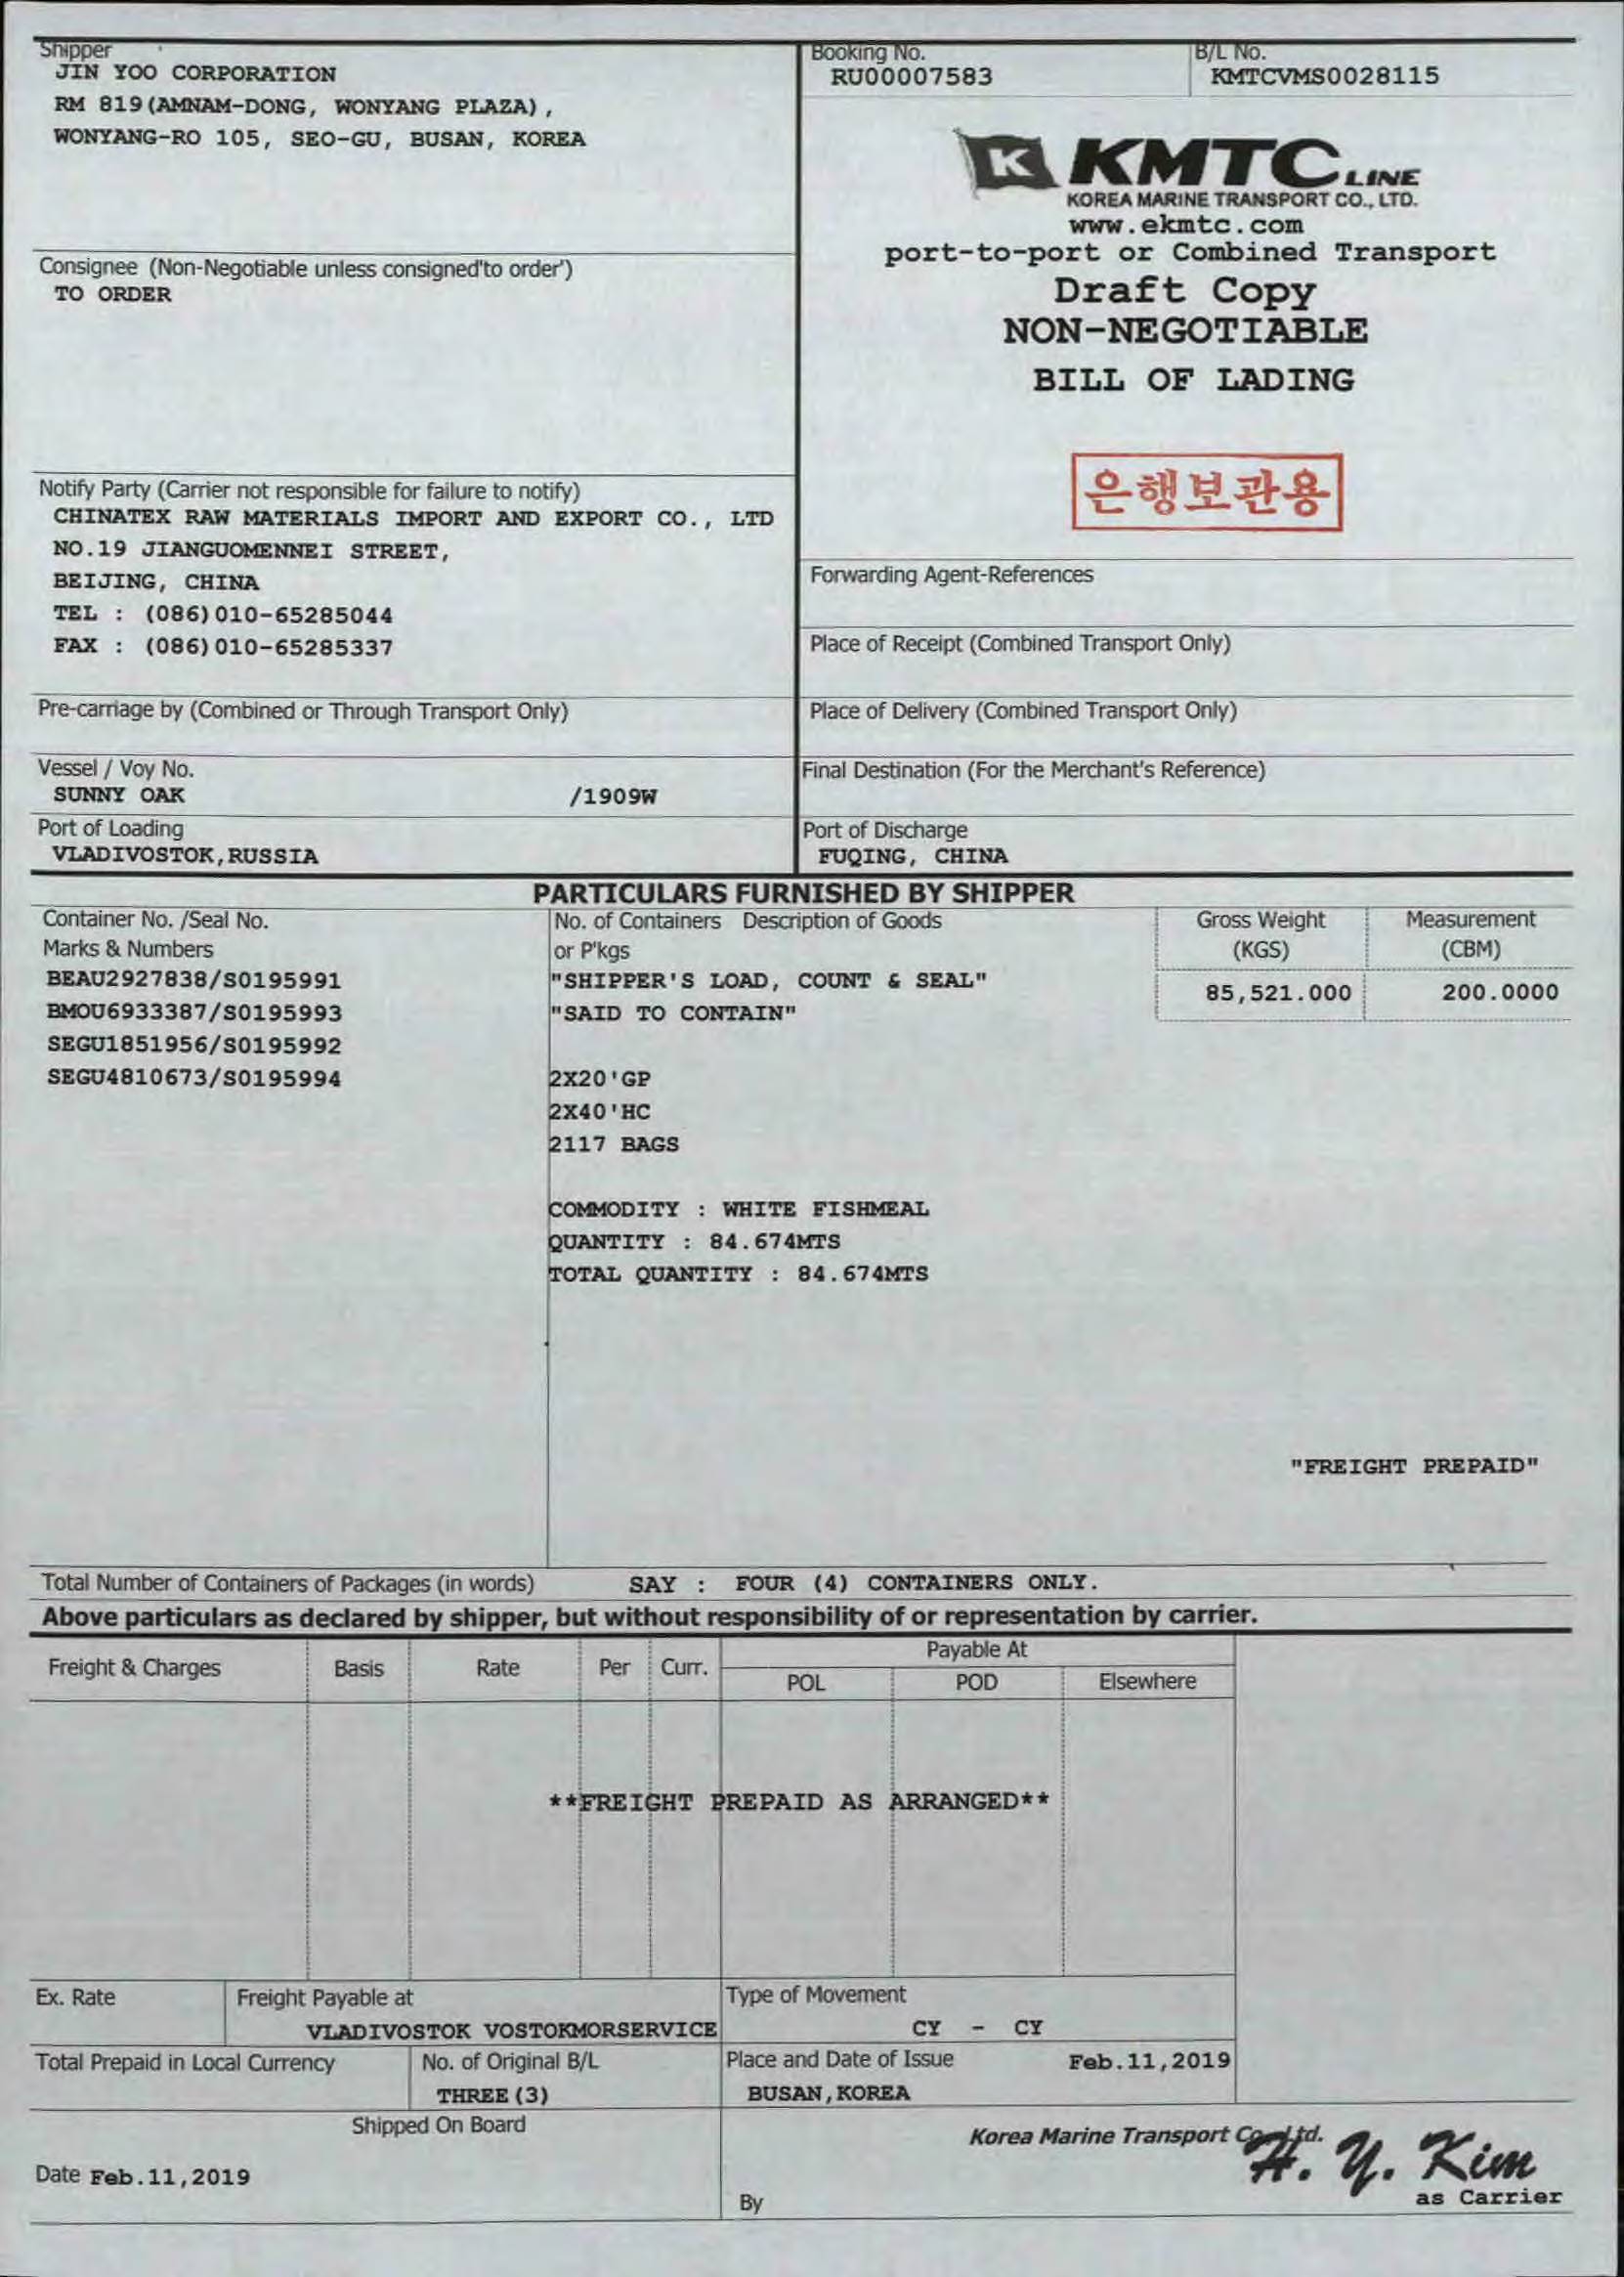 Shipper
JIN YOO CORPORATION
RM 819(AMNAM-DONG, WONYANG PLAZA),
WONYANG-RO 105, SEO-GU, BUSAN, KOREA
Booking No.
RU00007583
B/L No.
KMTCVMS0028115
K KMTC LINE
KOREA MARINE TRANSPORT CO., LTD.
www.ekmtc.com
port-to-port or Combined Transport
Draft Copy
NON-NEGOTIABLE
BILL OF LADING
은행보관용
Consignee (Non-Negotiable unless consigned'to order')
TO ORDER
Notify Party (Carrier not responsible for failure to notify)
CHINATEX RAW MATERIALS IMPORT AND EXPORT CO., LTD
NO.19 JIANGUOMENNEI STREET,
BEIJING, CHINA
TEL : (086)010-65285044
FAX : (086)010-65285337
Forwarding Agent-References
Place of Receipt (Combined Transport Only)
Pre-carriage by (Combined or Through Transport Only)
Place of Delivery (Combined Transport Only)
Vessel / Voy No.
SUNNY OAK /1909W
Final Destination (For the Merchant's Reference)
Port of Loading
VLADIVOSTOK,RUSSIA
Port of Discharge
FUQING, CHINA
PARTICULARS FURNISHED BY SHIPPER
Container No. /Seal No.
Marks & Numbers
No. of Containers
or P'kgs
Description of Goods
Gross Weight
(KGS)
Measurement
(CBM)
BEAU2927838/S0195991
BMOU6933387/S0195993
SEGU1851956/S0195992
SEGU4810673/S0195994
"SHIPPER'S LOAD, COUNT & SEAL"
"SAID TO CONTAIN"
85,521.000
200.0000
2X20'GP
2X40'HC
2117 BAGS
COMMODITY : WHITE FISHMEAL
QUANTITY : 84.674MTS
TOTAL QUANTITY : 84.674MTS
"FREIGHT PREPAID"
Total Number of Containers of Packages (in words) SAY : FOUR (4) CONTAINERS ONLY.
Above particulars as declared by shipper, but without responsibility of or representation by carrier.
Freight & Charges
Basis
Rate
Per
Curr.
Payable At
POL
POD
Elsewhere
**FREIGHT PREPAID AS ARRANGED**
Ex. Rate
Freight Payable at
VLADIVOSTOK VOSTOKMORSERVICE
Type of Movement
CY - CY
Total Prepaid in Local Currency
No. of Original B/L
THREE(3)
Place and Date of Issue Feb.11,2019
BUSAN,KOREA
Shipped On Board
Date Feb.11,2019
Korea Marine Transport Co., Ltd.
H. Y. Kim
as Carrier
By